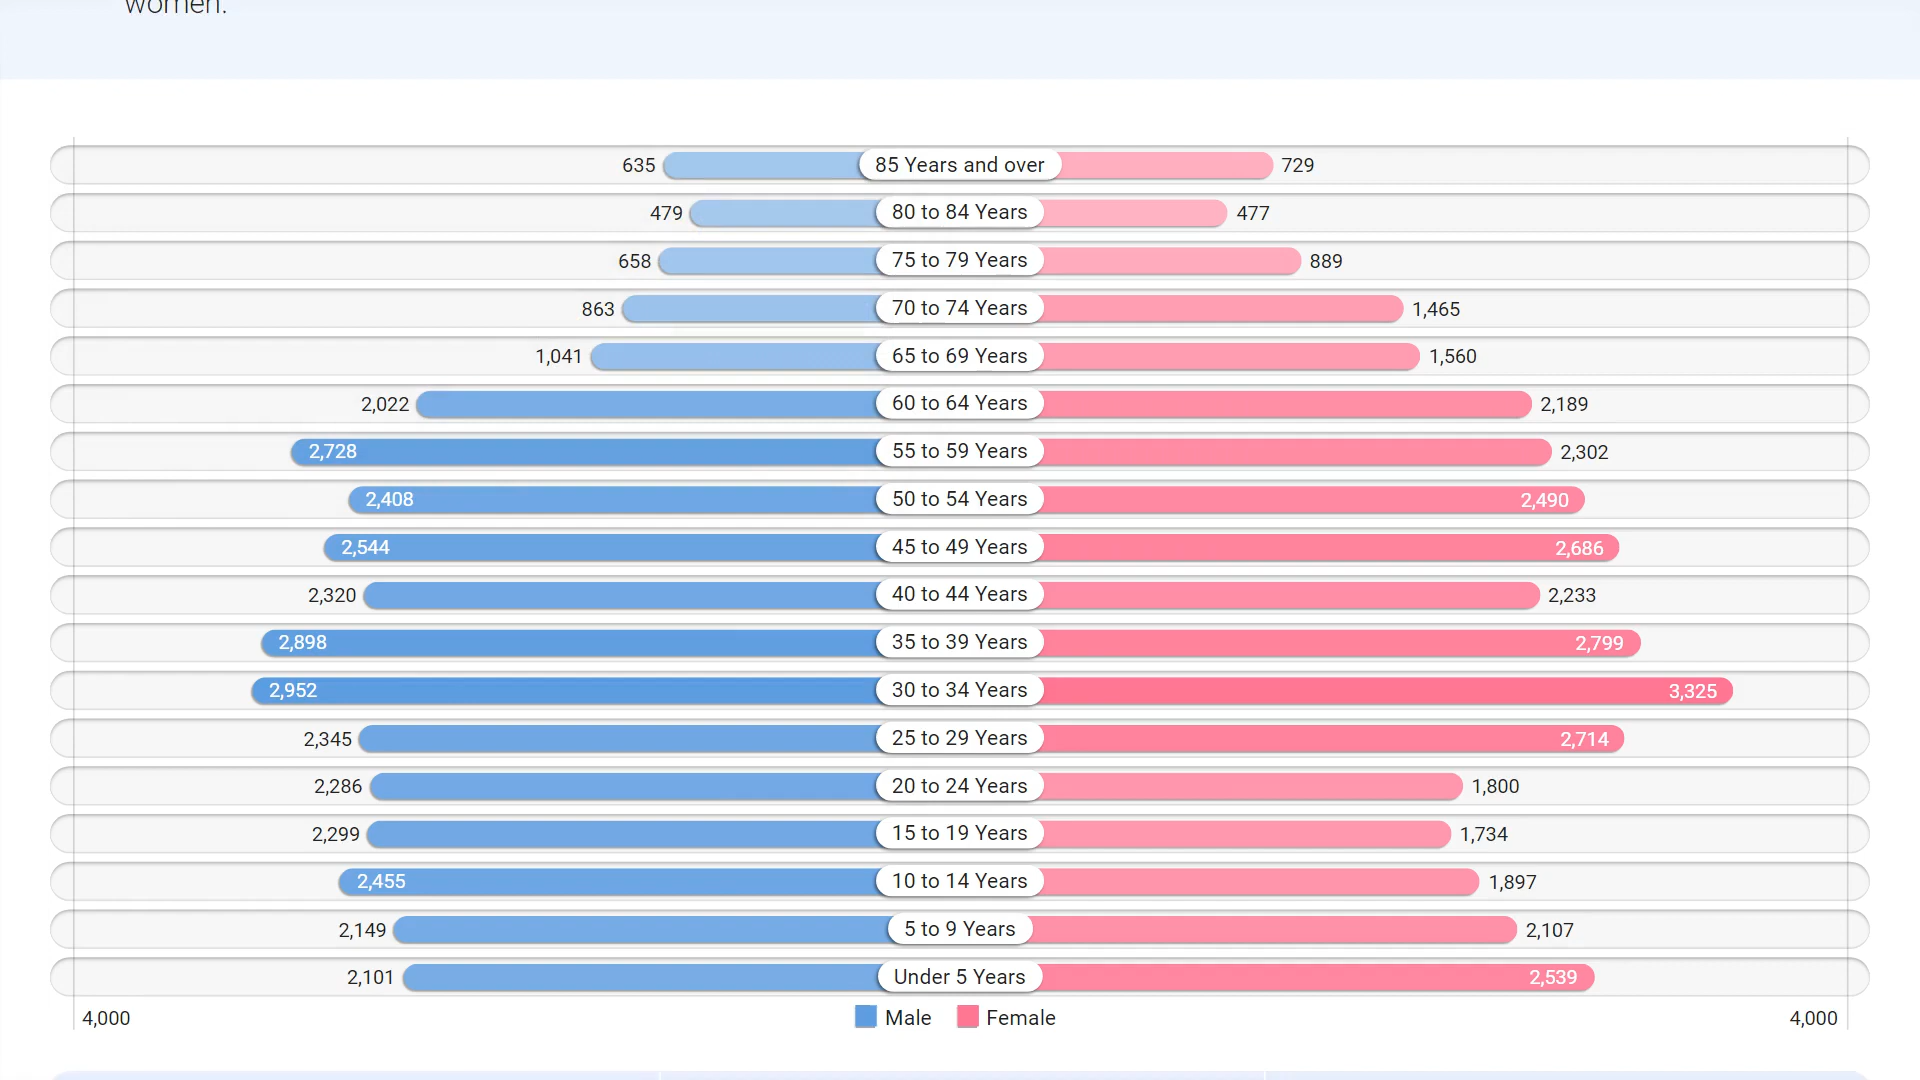 women.
635 85 Years and over 729
479 80 to 84 Years 477
658 75 to 79 Years 889
863 70 to 74 Years 1,465
1,041 65 to 69 Years 1,560
2,022 60 to 64 Years 2,189
2,728 55 to 59 Years 2,302
2,408 50 to 54 Years 2,490
2,544 45 to 49 Years 2,686
2,320 40 to 44 Years 2,233
2,898 35 to 39 Years 2,799
2,952 30 to 34 Years 3,325
2,345 25 to 29 Years 2,714
2,286 20 to 24 Years 1,800
2,299 15 to 19 Years 1,734
2,455 10 to 14 Years 1,897
2,149 5 to 9 Years 2,107
2,101 Under 5 Years 2,539
4,000 Male Female 4,000